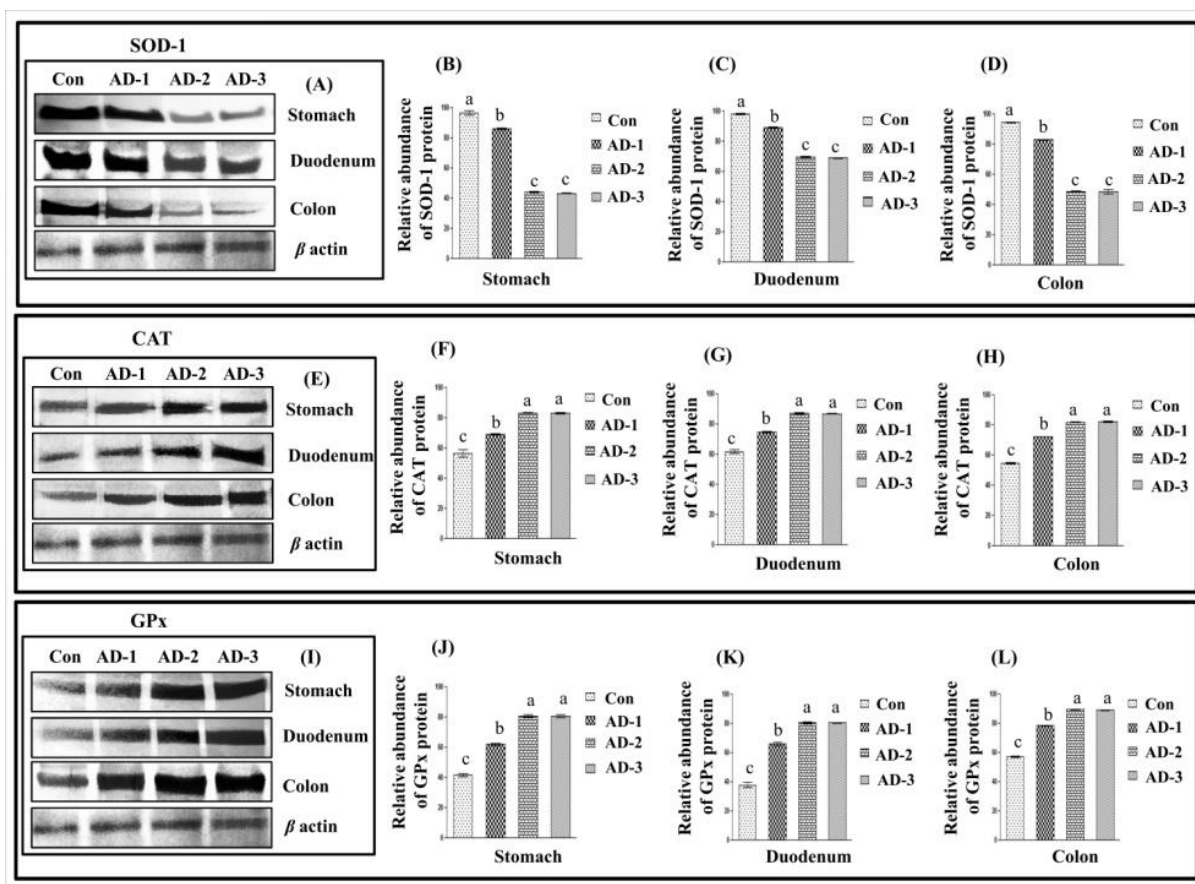 SOD-1
Con AD-1 AD-2 AD-3 (A)
Stomach
Duodenum
Colon
β actin
(B)
Relative abundance
of SOD-1 protein
a b c c
Con
AD-1
AD-2
AD-3
Stomach
(C)
Relative abundance
of SOD-1 protein
a b c c
Con
AD-1
AD-2
AD-3
Duodenum
(D)
Relative abundance
of SOD-1 protein
a b c c
Con
AD-1
AD-2
AD-3
Colon
CAT
Con AD-1 AD-2 AD-3 (E)
Stomach
Duodenum
Colon
β actin
(F)
Relative abundance
of CAT protein
c b a a
Con
AD-1
AD-2
AD-3
Stomach
(G)
Relative abundance
of CAT protein
c b a a
Con
AD-1
AD-2
AD-3
Duodenum
(H)
Relative abundance
of CAT protein
c b a a
Con
AD-1
AD-2
AD-3
Colon
GPx
Con AD-1 AD-2 AD-3 (I)
Stomach
Duodenum
Colon
β actin
(J)
Relative abundance
of GPx protein
c b a a
Con
AD-1
AD-2
AD-3
Stomach
(K)
Relative abundance
of GPx protein
c b a a
Con
AD-1
AD-2
AD-3
Duodenum
(L)
Relative abundance
of GPx protein
c b a a
Con
AD-1
AD-2
AD-3
Colon